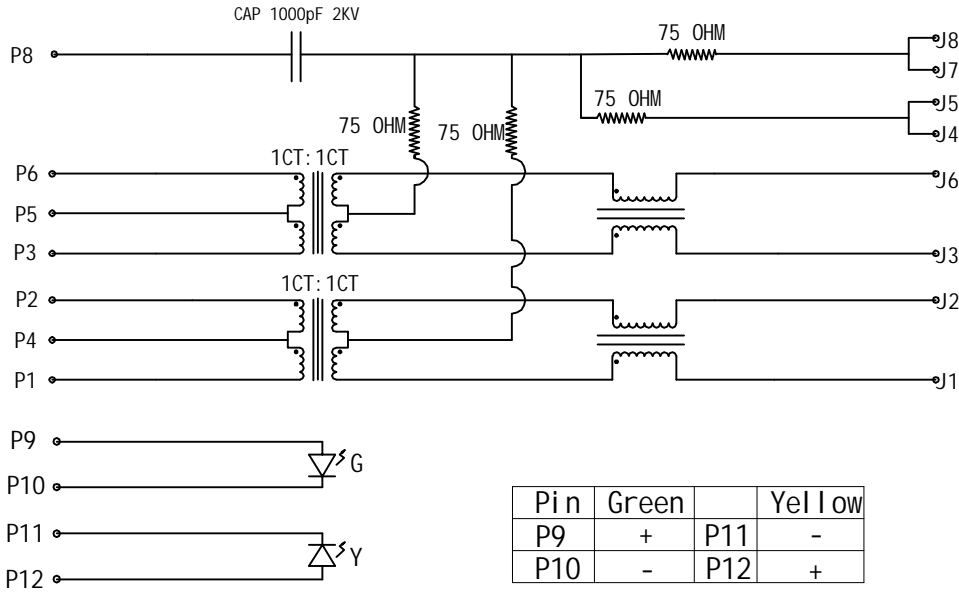 CAP 1000pF 2KV
P8
75 OHM
J8
J7
75 OHM
J5
J4
75 OHM
75 OHM
1CT:1CT
P6
J6
P5
P3
J3
1CT:1CT
P2
J2
P4
P1
J1
P9
G
P10
P11
Y
P12
Pin Green Yellow
P9 + P11 -
P10 - P12 +